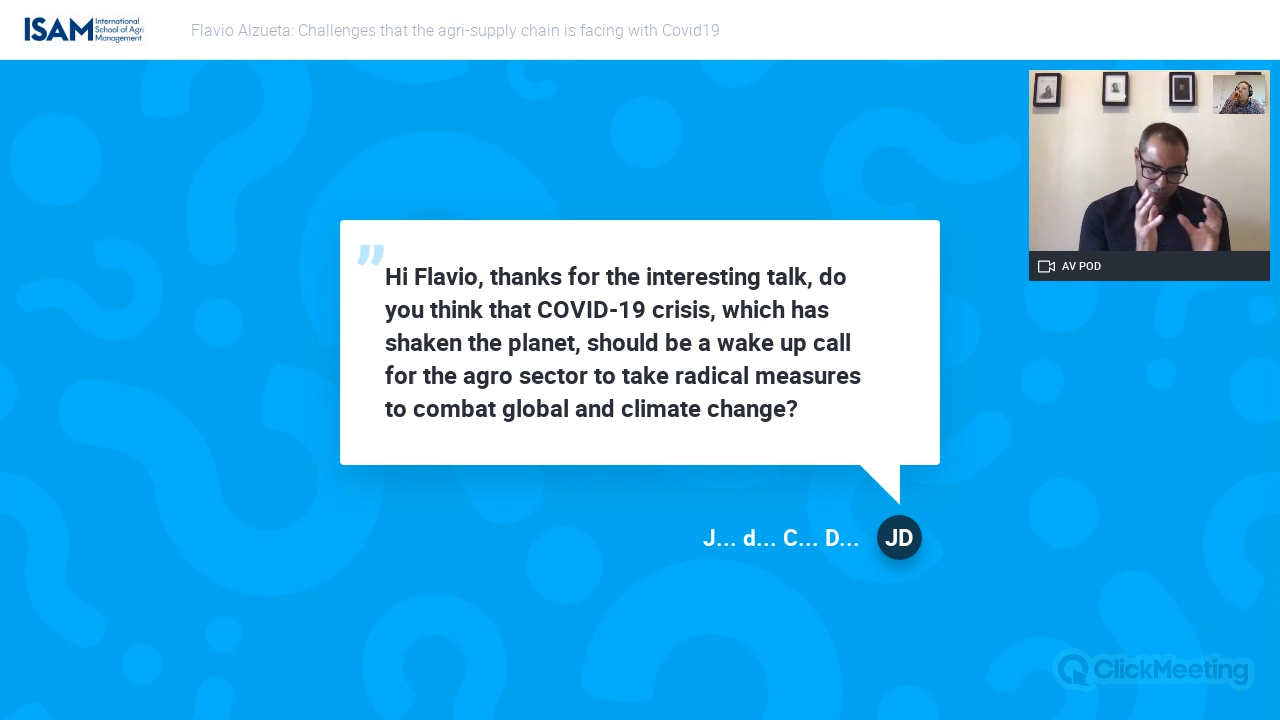 ISAM International
School of Agri
Management
Flavio Alzueta: Challenges that the agri-supply chain is facing with Covid19
AV POD
”
Hi Flavio, thanks for the interesting talk, do
you think that COVID-19 crisis, which has
shaken the planet, should be a wake up call
for the agro sector to take radical measures
to combat global and climate change?
J... d... C... D... JD
ClickMeeting